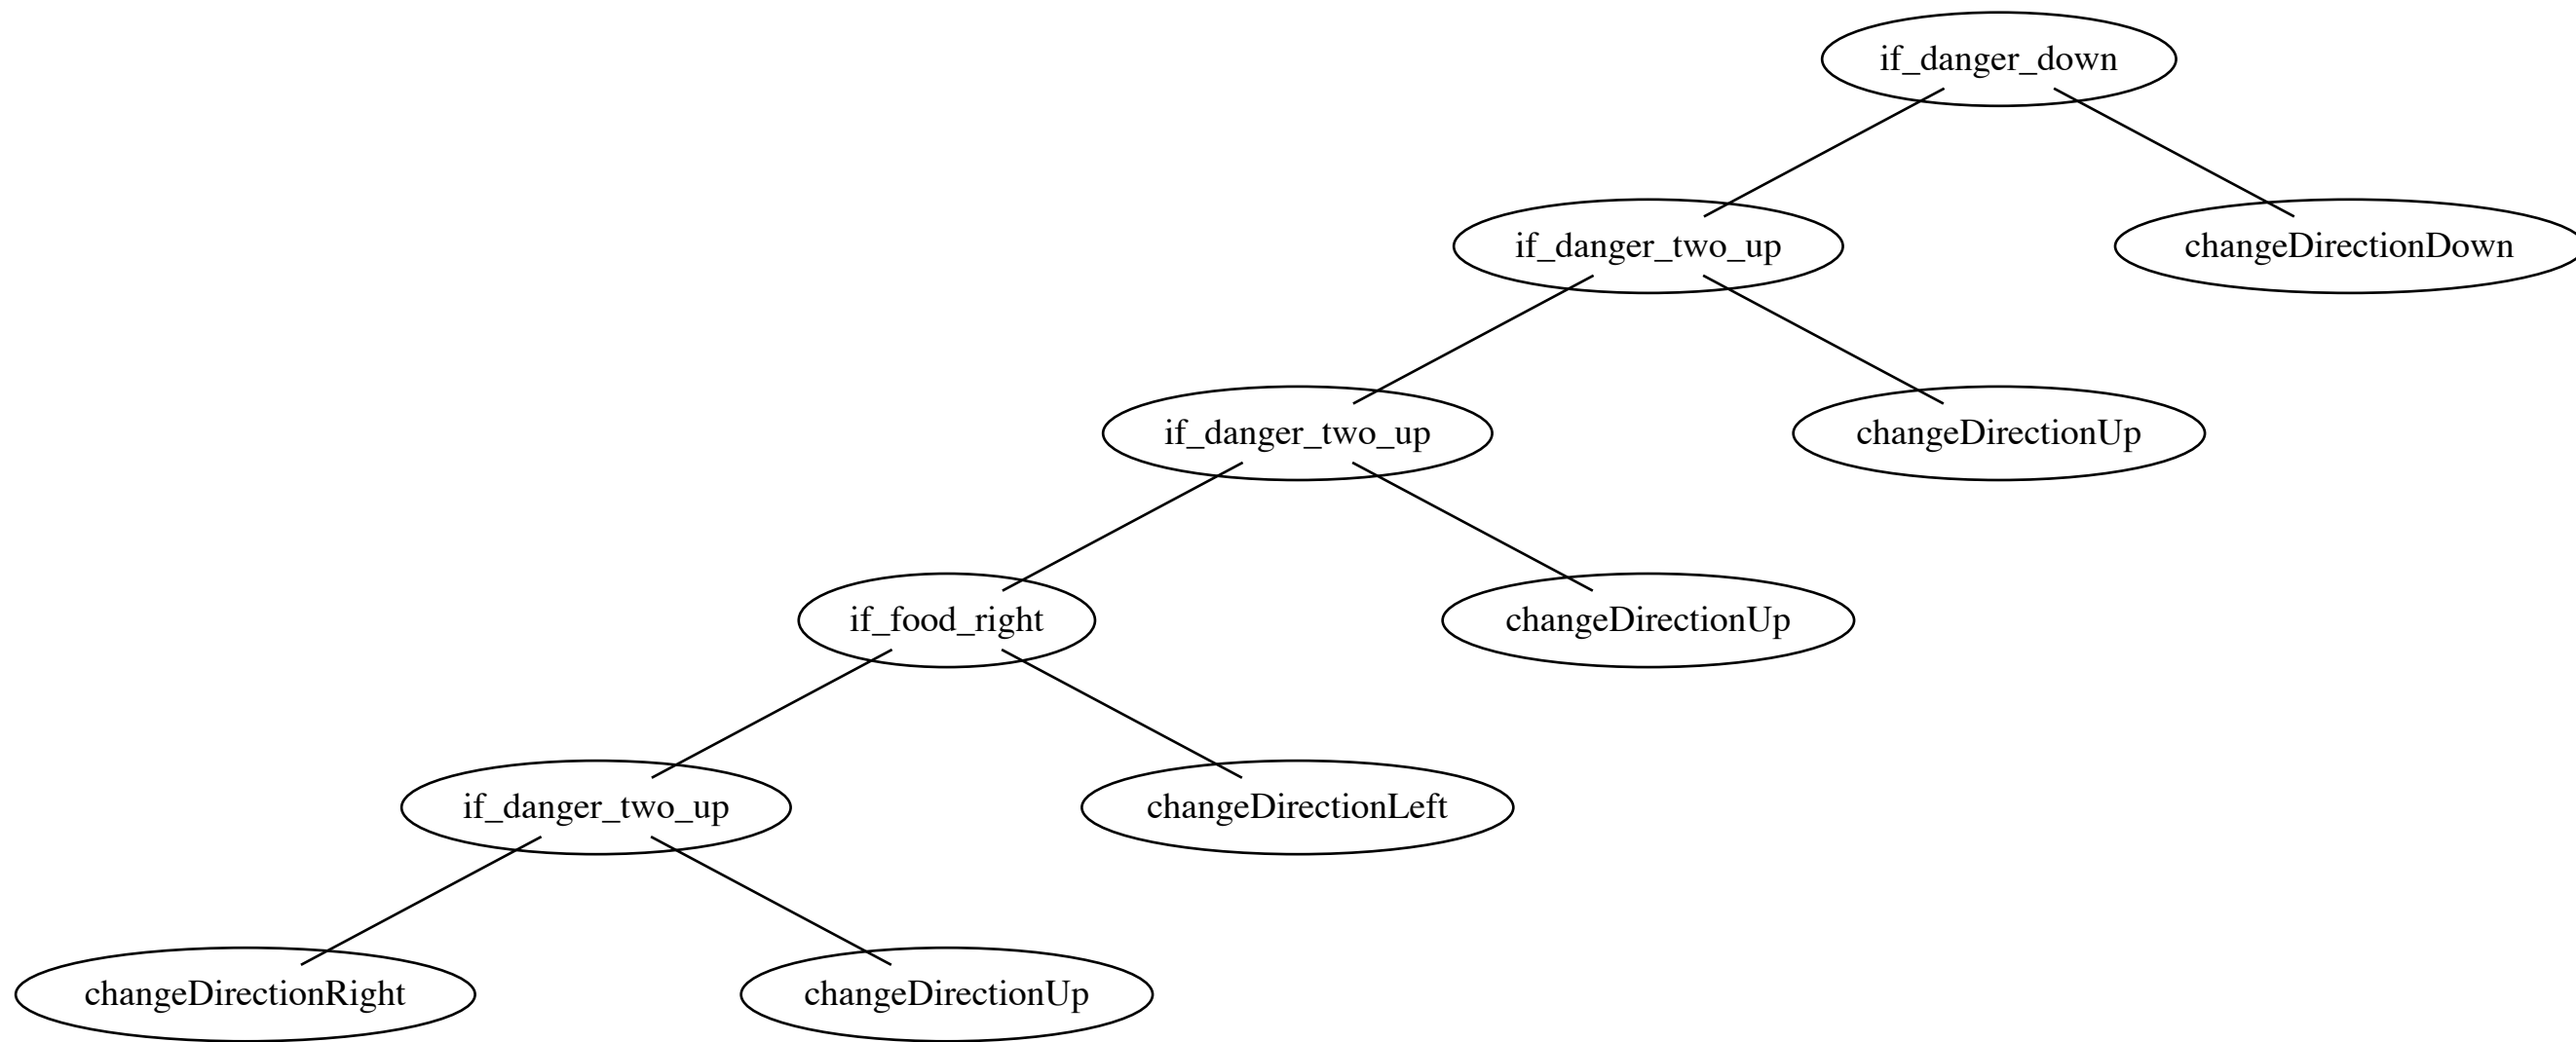 if_danger_down
if_danger_two_up
changeDirectionDown
if_danger_two_up
changeDirectionUp
if_food_right
changeDirectionUp
if_danger_two_up
changeDirectionLeft
changeDirectionRight
changeDirectionUp